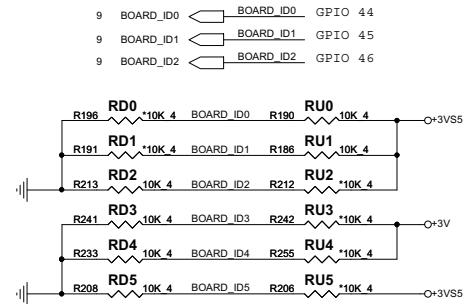 9 BOARD_ID0 BOARD_ID0 GPIO 44
9 BOARD_ID1 BOARD_ID1 GPIO 45
9 BOARD_ID2 BOARD_ID2 GPIO 46
R196 RD0 *10K_4 BOARD_ID0 R190 RU0 10K_4 +3VS5
R191 RD1 *10K_4 BOARD_ID1 R186 RU1 10K_4
R213 RD2 10K_4 BOARD_ID2 R212 RU2 *10K_4
R241 RD3 10K_4 BOARD_ID3 R242 RU3 *10K_4 +3V
R233 RD4 10K_4 BOARD_ID4 R255 RU4 *10K_4
R208 RD5 10K_4 BOARD_ID5 R206 RU5 *10K_4 +3VS5